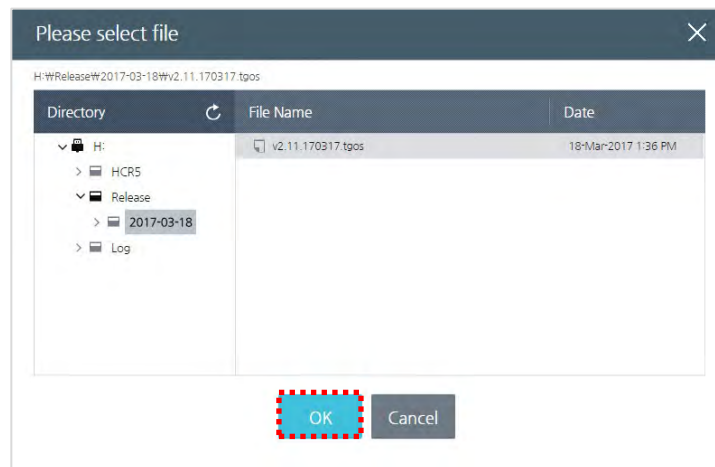 Please select file
H:₩Release₩2017-03-18₩v2.11.170317.tgos
Directory File Name Date
H: v2.11.170317.tgos 18-Mar-2017 1:36 PM
HCR5
Release
2017-03-18
Log
OK Cancel